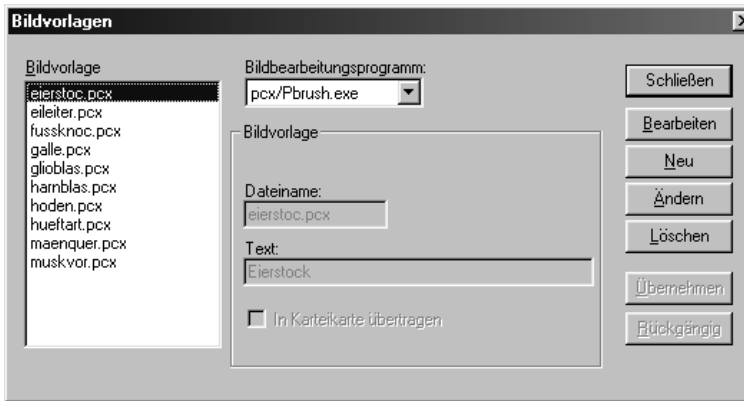 Bildvorlagen
Bildvorlage
eierstoc.pcx
eileiter.pcx
fussknoc.pcx
galle.pcx
glioblas.pcx
harnblas.pcx
hoden.pcx
hueftart.pcx
maenquer.pcx
muskvor.pcx
Bildbearbeitungsprogramm:
pcx/Pbrush.exe
Bildvorlage
Dateiname:
eierstoc.pcx
Text:
Eierstock
In Karteikarte übertragen
Schließen
Bearbeiten
Neu
Ändern
Löschen
Übernehmen
Rückgängig